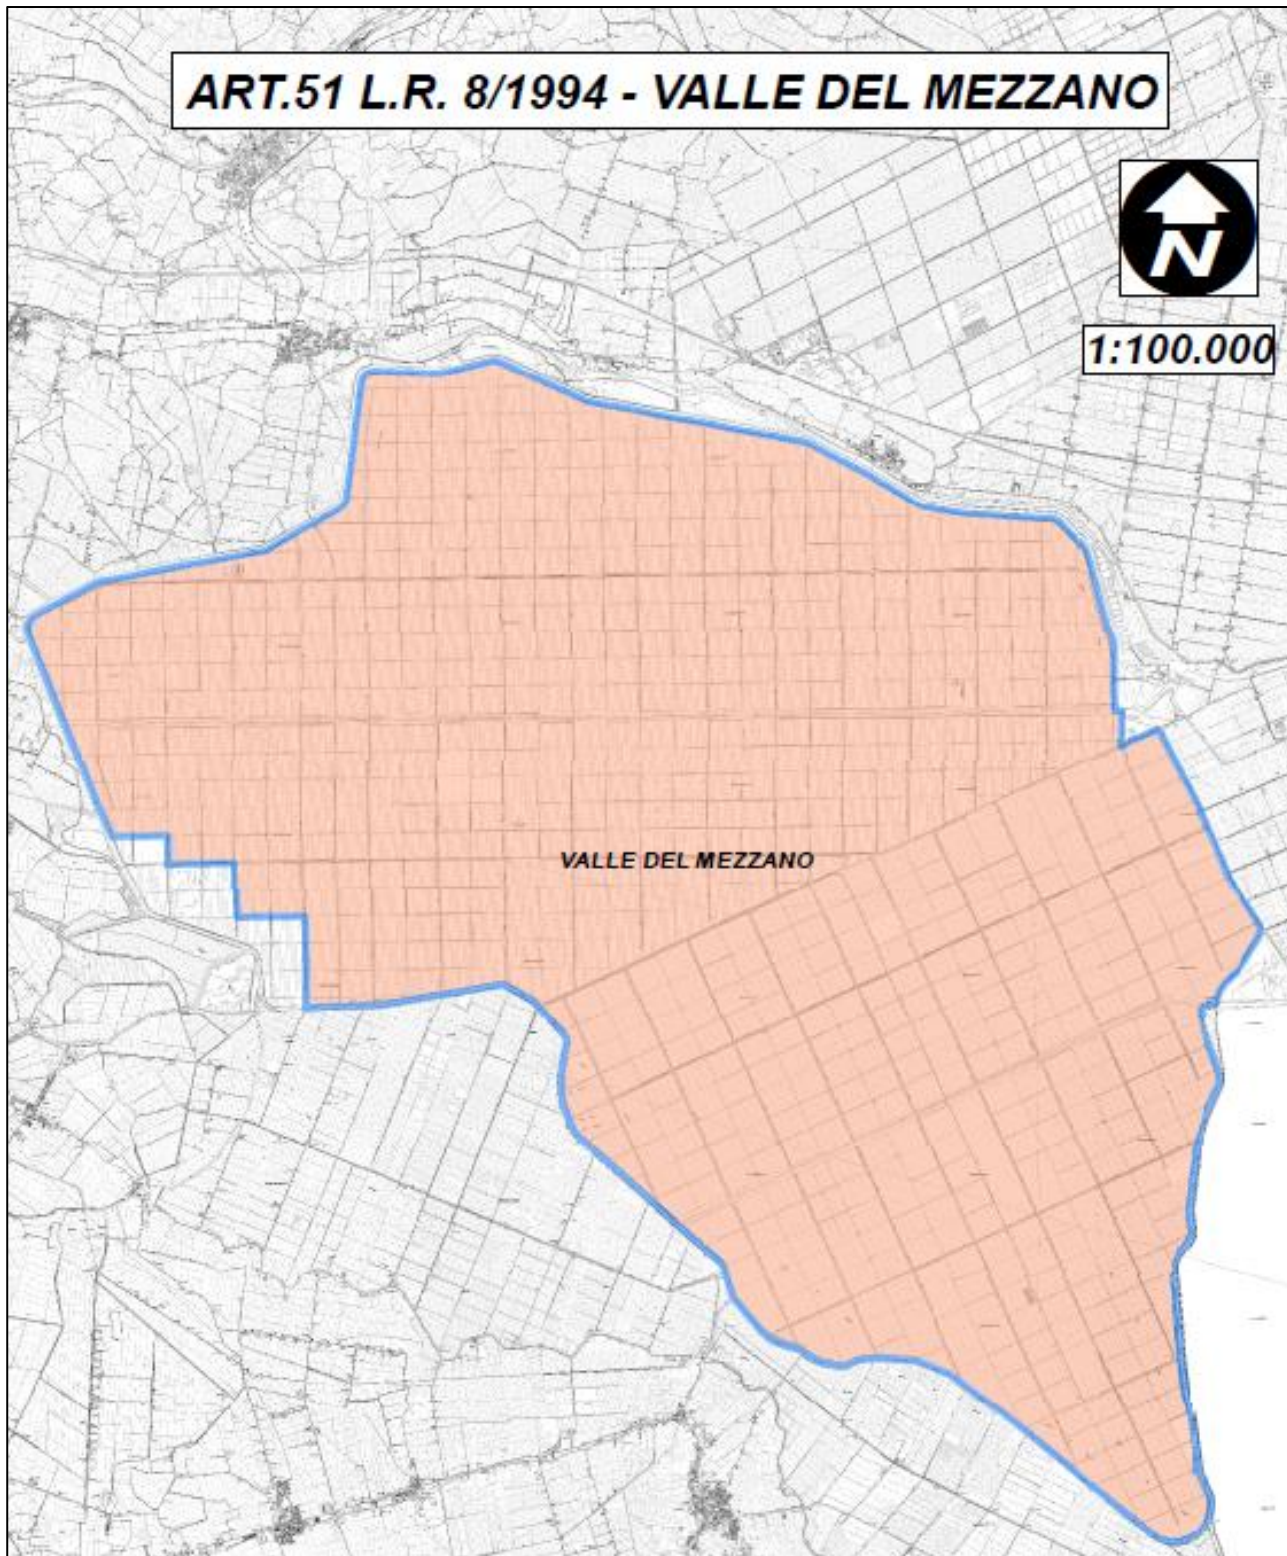 ART.51 L.R. 8/1994 - VALLE DEL MEZZANO
N
1:100.000
VALLE DEL MEZZANO